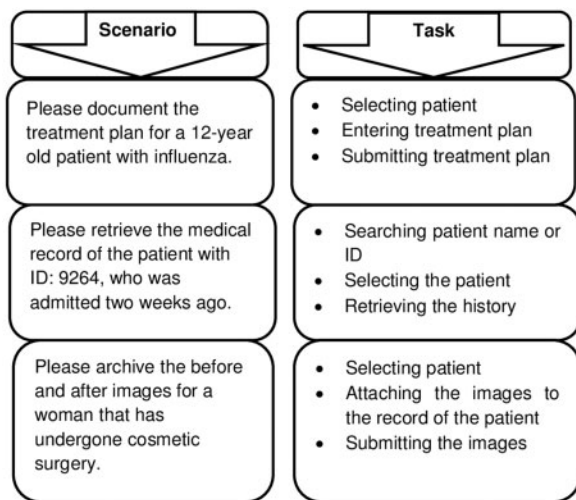 Scenario
Task
Please document the
treatment plan for a 12-year
old patient with influenza.
• Selecting patient
• Entering treatment plan
• Submitting treatment plan
Please retrieve the medical
record of the patient with
ID: 9264, who was
admitted two weeks ago.
• Searching patient name or
ID
• Selecting the patient
• Retrieving the history
Please archive the before
and after images for a
woman that has
undergone cosmetic
surgery.
• Selecting patient
• Attaching the images to
the record of the patient
• Submitting the images